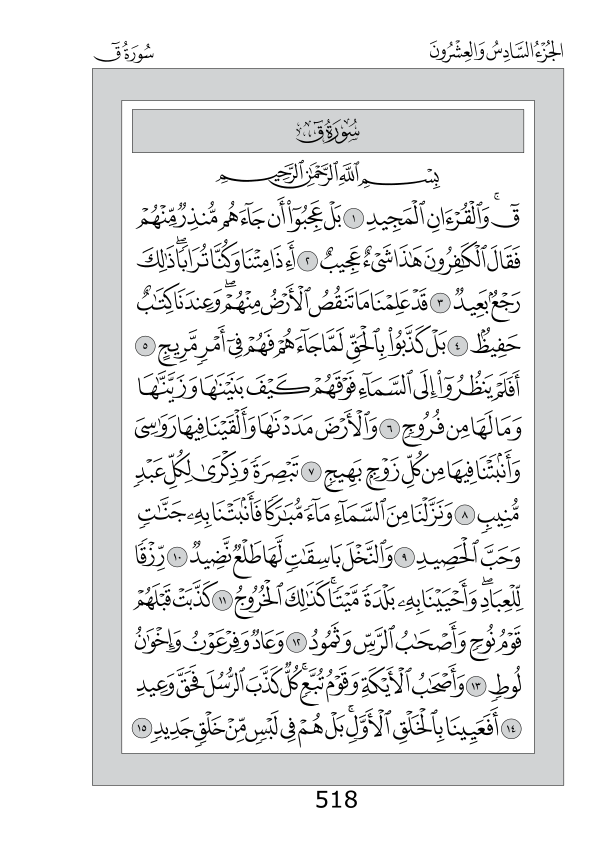 سُورَةُ قٓ
الجُزْءُ السَّادِسُ وَالعِشْرُونَ
سُورَةُ قٓ
بِسْمِ ٱللَّهِ ٱلرَّحْمَٰنِ ٱلرَّحِيمِ
قٓۚ وَٱلْقُرْءَانِ ٱلْمَجِيدِ ١ بَلْ عَجِبُوٓا۟ أَن جَآءَهُم مُّنذِرٌ مِّنْهُمْ
فَقَالَ ٱلْكَٰفِرُونَ هَٰذَا شَىْءٌ عَجِيبٌ ٢ أَءِذَا مِتْنَا وَكُنَّا تُرَابًاۖ ذَٰلِكَ
رَجْعٌۢ بَعِيدٌ ٣ قَدْ عَلِمْنَا مَا تَنقُصُ ٱلْأَرْضُ مِنْهُمْۖ وَعِندَنَا كِتَٰبٌ
حَفِيظٌۢ ٤ بَلْ كَذَّبُوا۟ بِٱلْحَقِّ لَمَّا جَآءَهُمْ فَهُمْ فِىٓ أَمْرٍ مَّرِيجٍ ٥
أَفَلَمْ يَنظُرُوٓا۟ إِلَى ٱلسَّمَآءِ فَوْقَهُمْ كَيْفَ بَنَيْنَٰهَا وَزَيَّنَّٰهَا
وَمَا لَهَا مِن فُرُوجٍ ٦ وَٱلْأَرْضَ مَدَدْنَٰهَا وَأَلْقَيْنَا فِيهَا رَوَٰسِىَ
وَأَنۢبَتْنَا فِيهَا مِن كُلِّ زَوْجٍۭ بَهِيجٍ ٧ تَبْصِرَةً وَذِكْرَىٰ لِكُلِّ عَبْدٍ
مُّنِيبٍ ٨ وَنَزَّلْنَا مِنَ ٱلسَّمَآءِ مَآءً مُّبَٰرَكًا فَأَنۢبَتْنَا بِهِۦ جَنَّٰتٍ
وَحَبَّ ٱلْحَصِيدِ ٩ وَٱلنَّخْلَ بَاسِقَٰتٍ لَّهَا طَلْعٌ نَّضِيدٌ ١٠ رِّزْقًا
لِّلْعِبَادِۖ وَأَحْيَيْنَا بِهِۦ بَلْدَةً مَّيْتًاۚ كَذَٰلِكَ ٱلْخُرُوجُ ١١ كَذَّبَتْ قَبْلَهُمْ
قَوْمُ نُوحٍ وَأَصْحَٰبُ ٱلرَّسِّ وَثَمُودُ ١٢ وَعَادٌ وَفِرْعَوْنُ وَإِخْوَٰنُ
لُوطٍ ١٣ وَأَصْحَٰبُ ٱلْأَيْكَةِ وَقَوْمُ تُبَّعٍۚ كُلٌّ كَذَّبَ ٱلرُّسُلَ فَحَقَّ وَعِيدِ
١٤ أَفَعَيِينَا بِٱلْخَلْقِ ٱلْأَوَّلِۚ بَلْ هُمْ فِى لَبْسٍ مِّنْ خَلْقٍ جَدِيدٍ ١٥
518